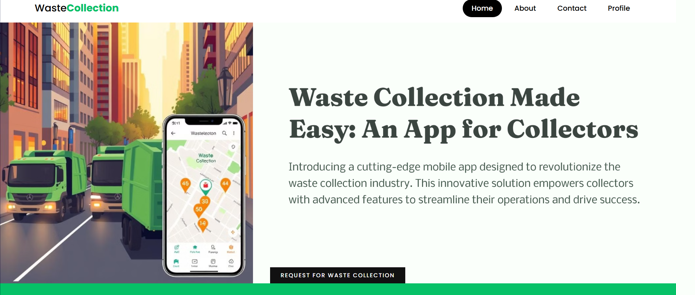 WasteCollection
Home About Contact Profile
Wastelecton
Waste
Collection
Waste Collection Made
Easy: An App for Collectors
Introducing a cutting-edge mobile app designed to revolutionize the
waste collection industry. This innovative solution empowers collectors
with advanced features to streamline their operations and drive success.
REQUEST FOR WASTE COLLECTION